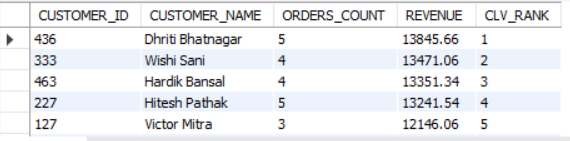 CUSTOMER_ID CUSTOMER_NAME ORDERS_COUNT REVENUE CLV_RANK
436 Dhriti Bhatnagar 5 13845.66 1
333 Wishi Sani 4 13471.06 2
463 Hardik Bansal 4 13351.34 3
227 Hitesh Pathak 5 13241.54 4
127 Victor Mitra 3 12146.06 5